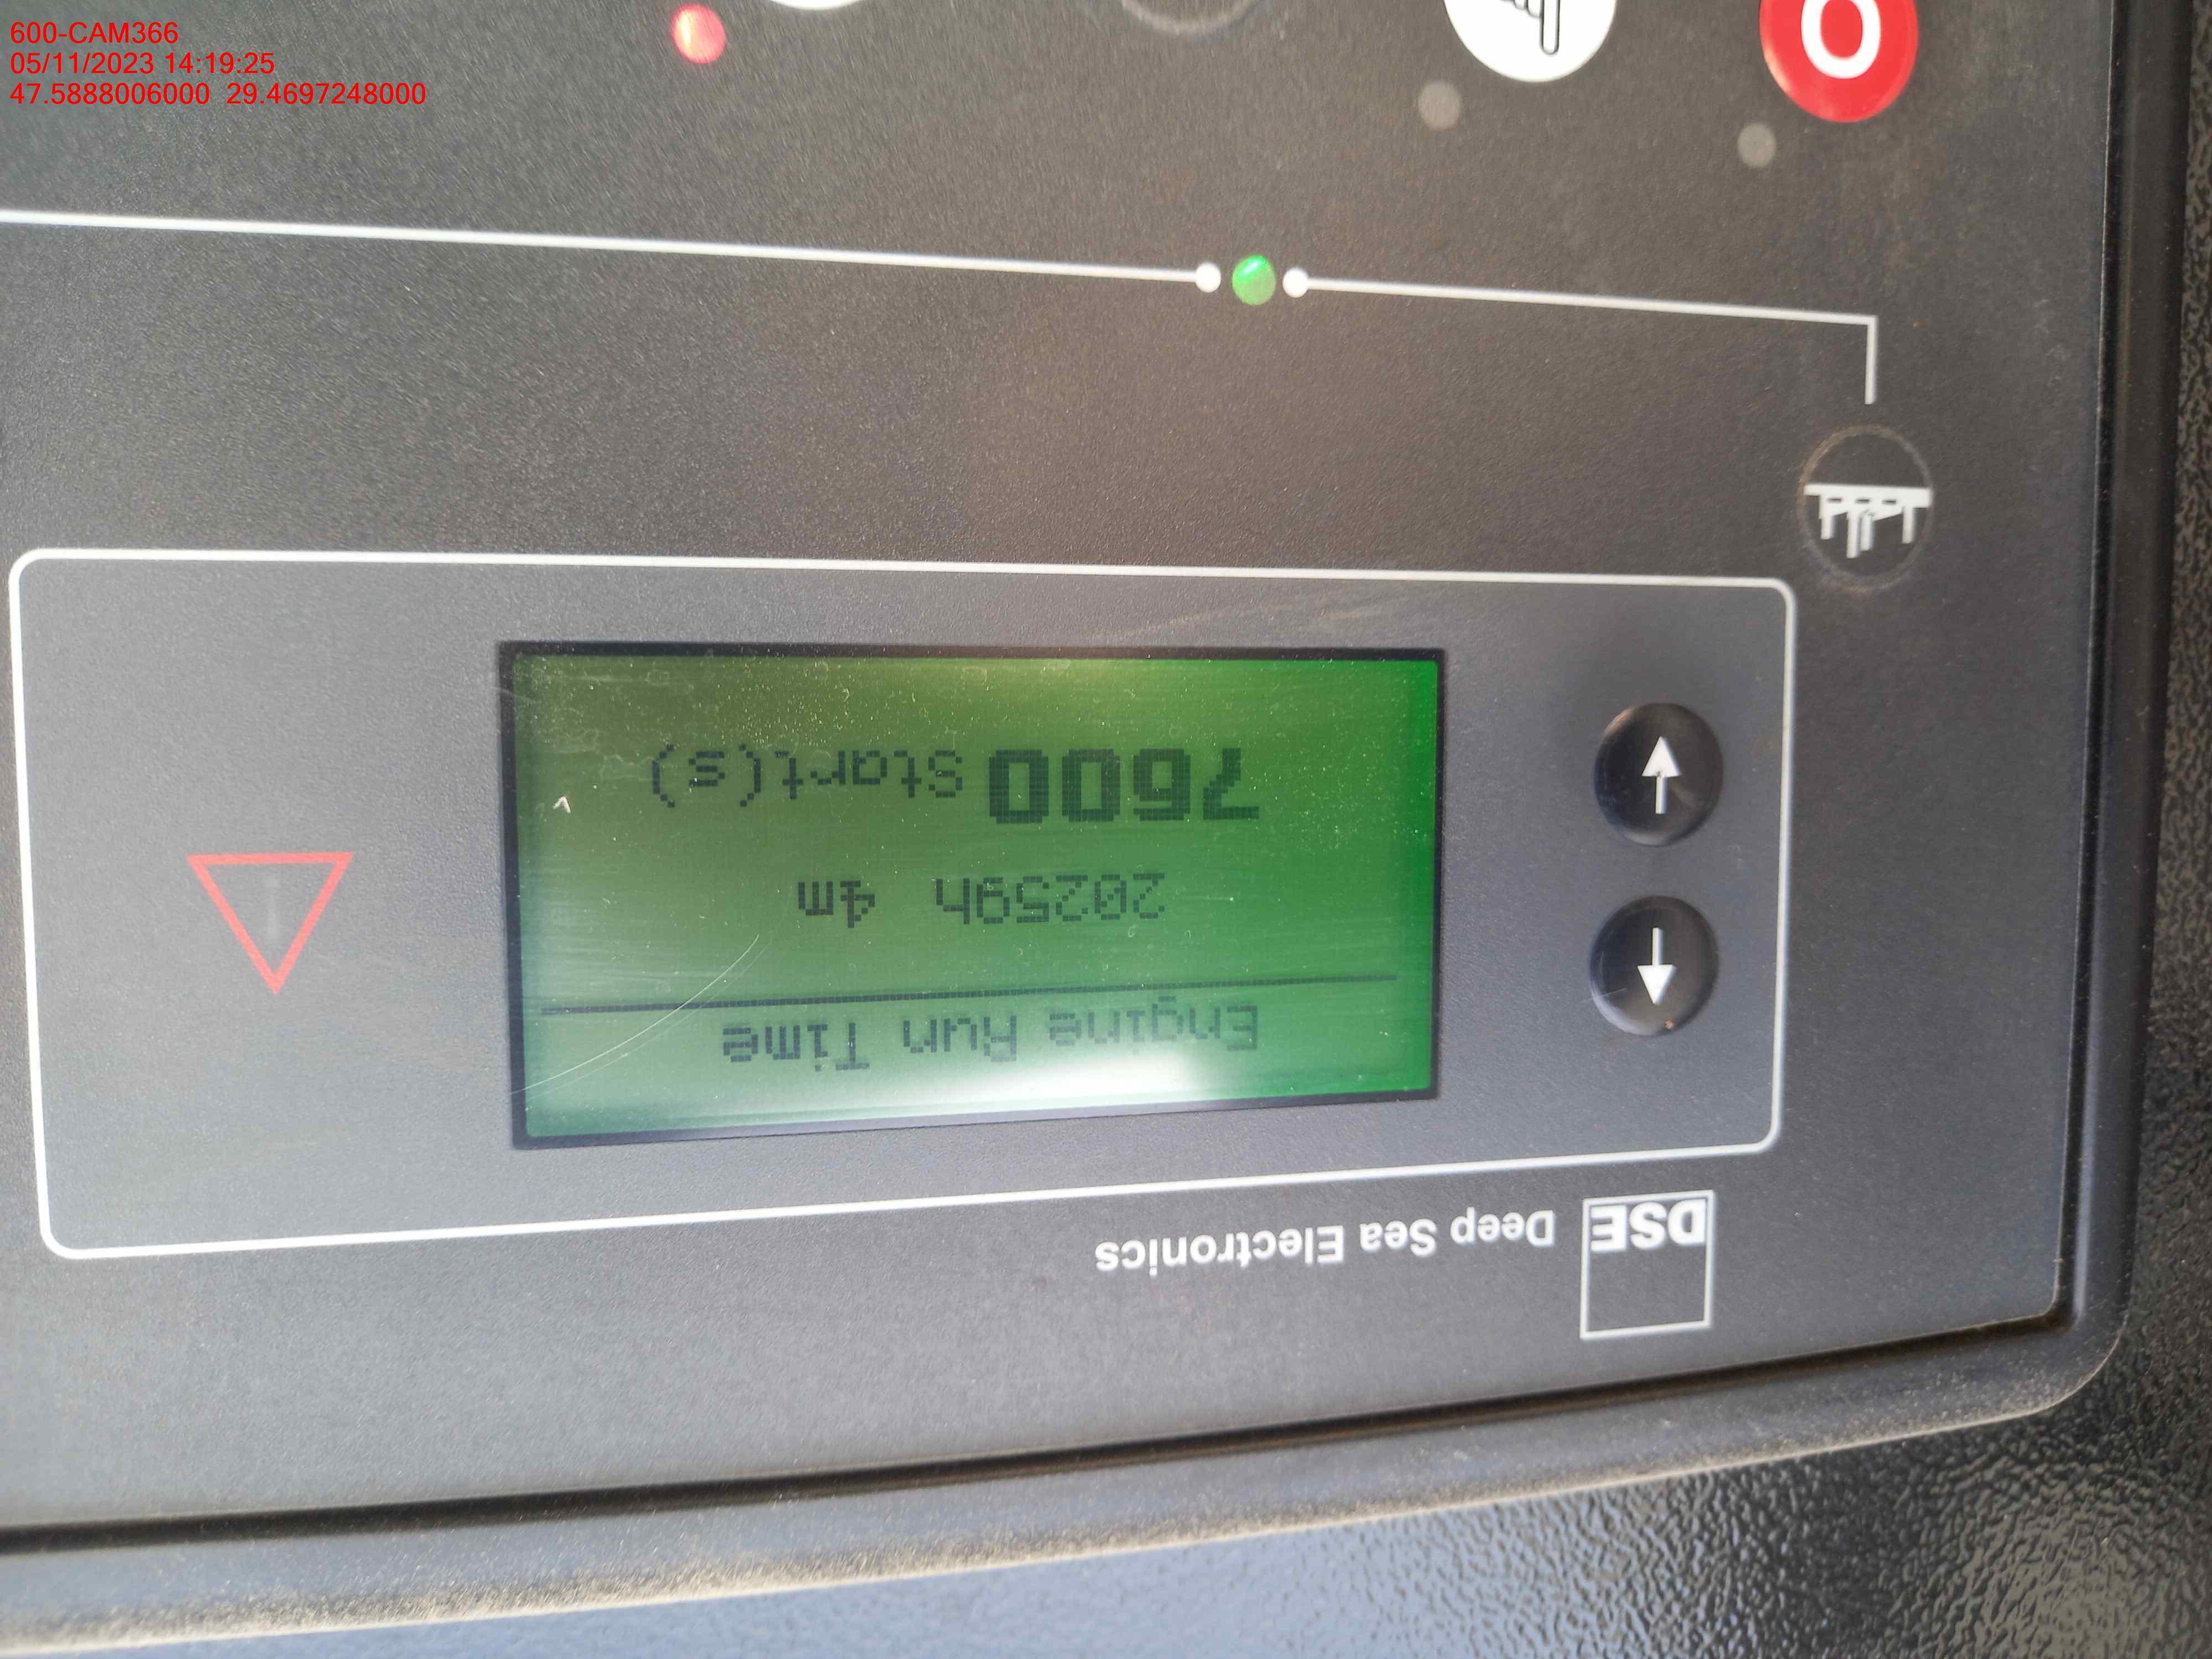 600-CAM366
05/11/2023 14:19:25
47.5888006000 29.4697248000
DSE Deep Sea Electronics
Engine Run Time
20259h 4m
7600 Start(s)